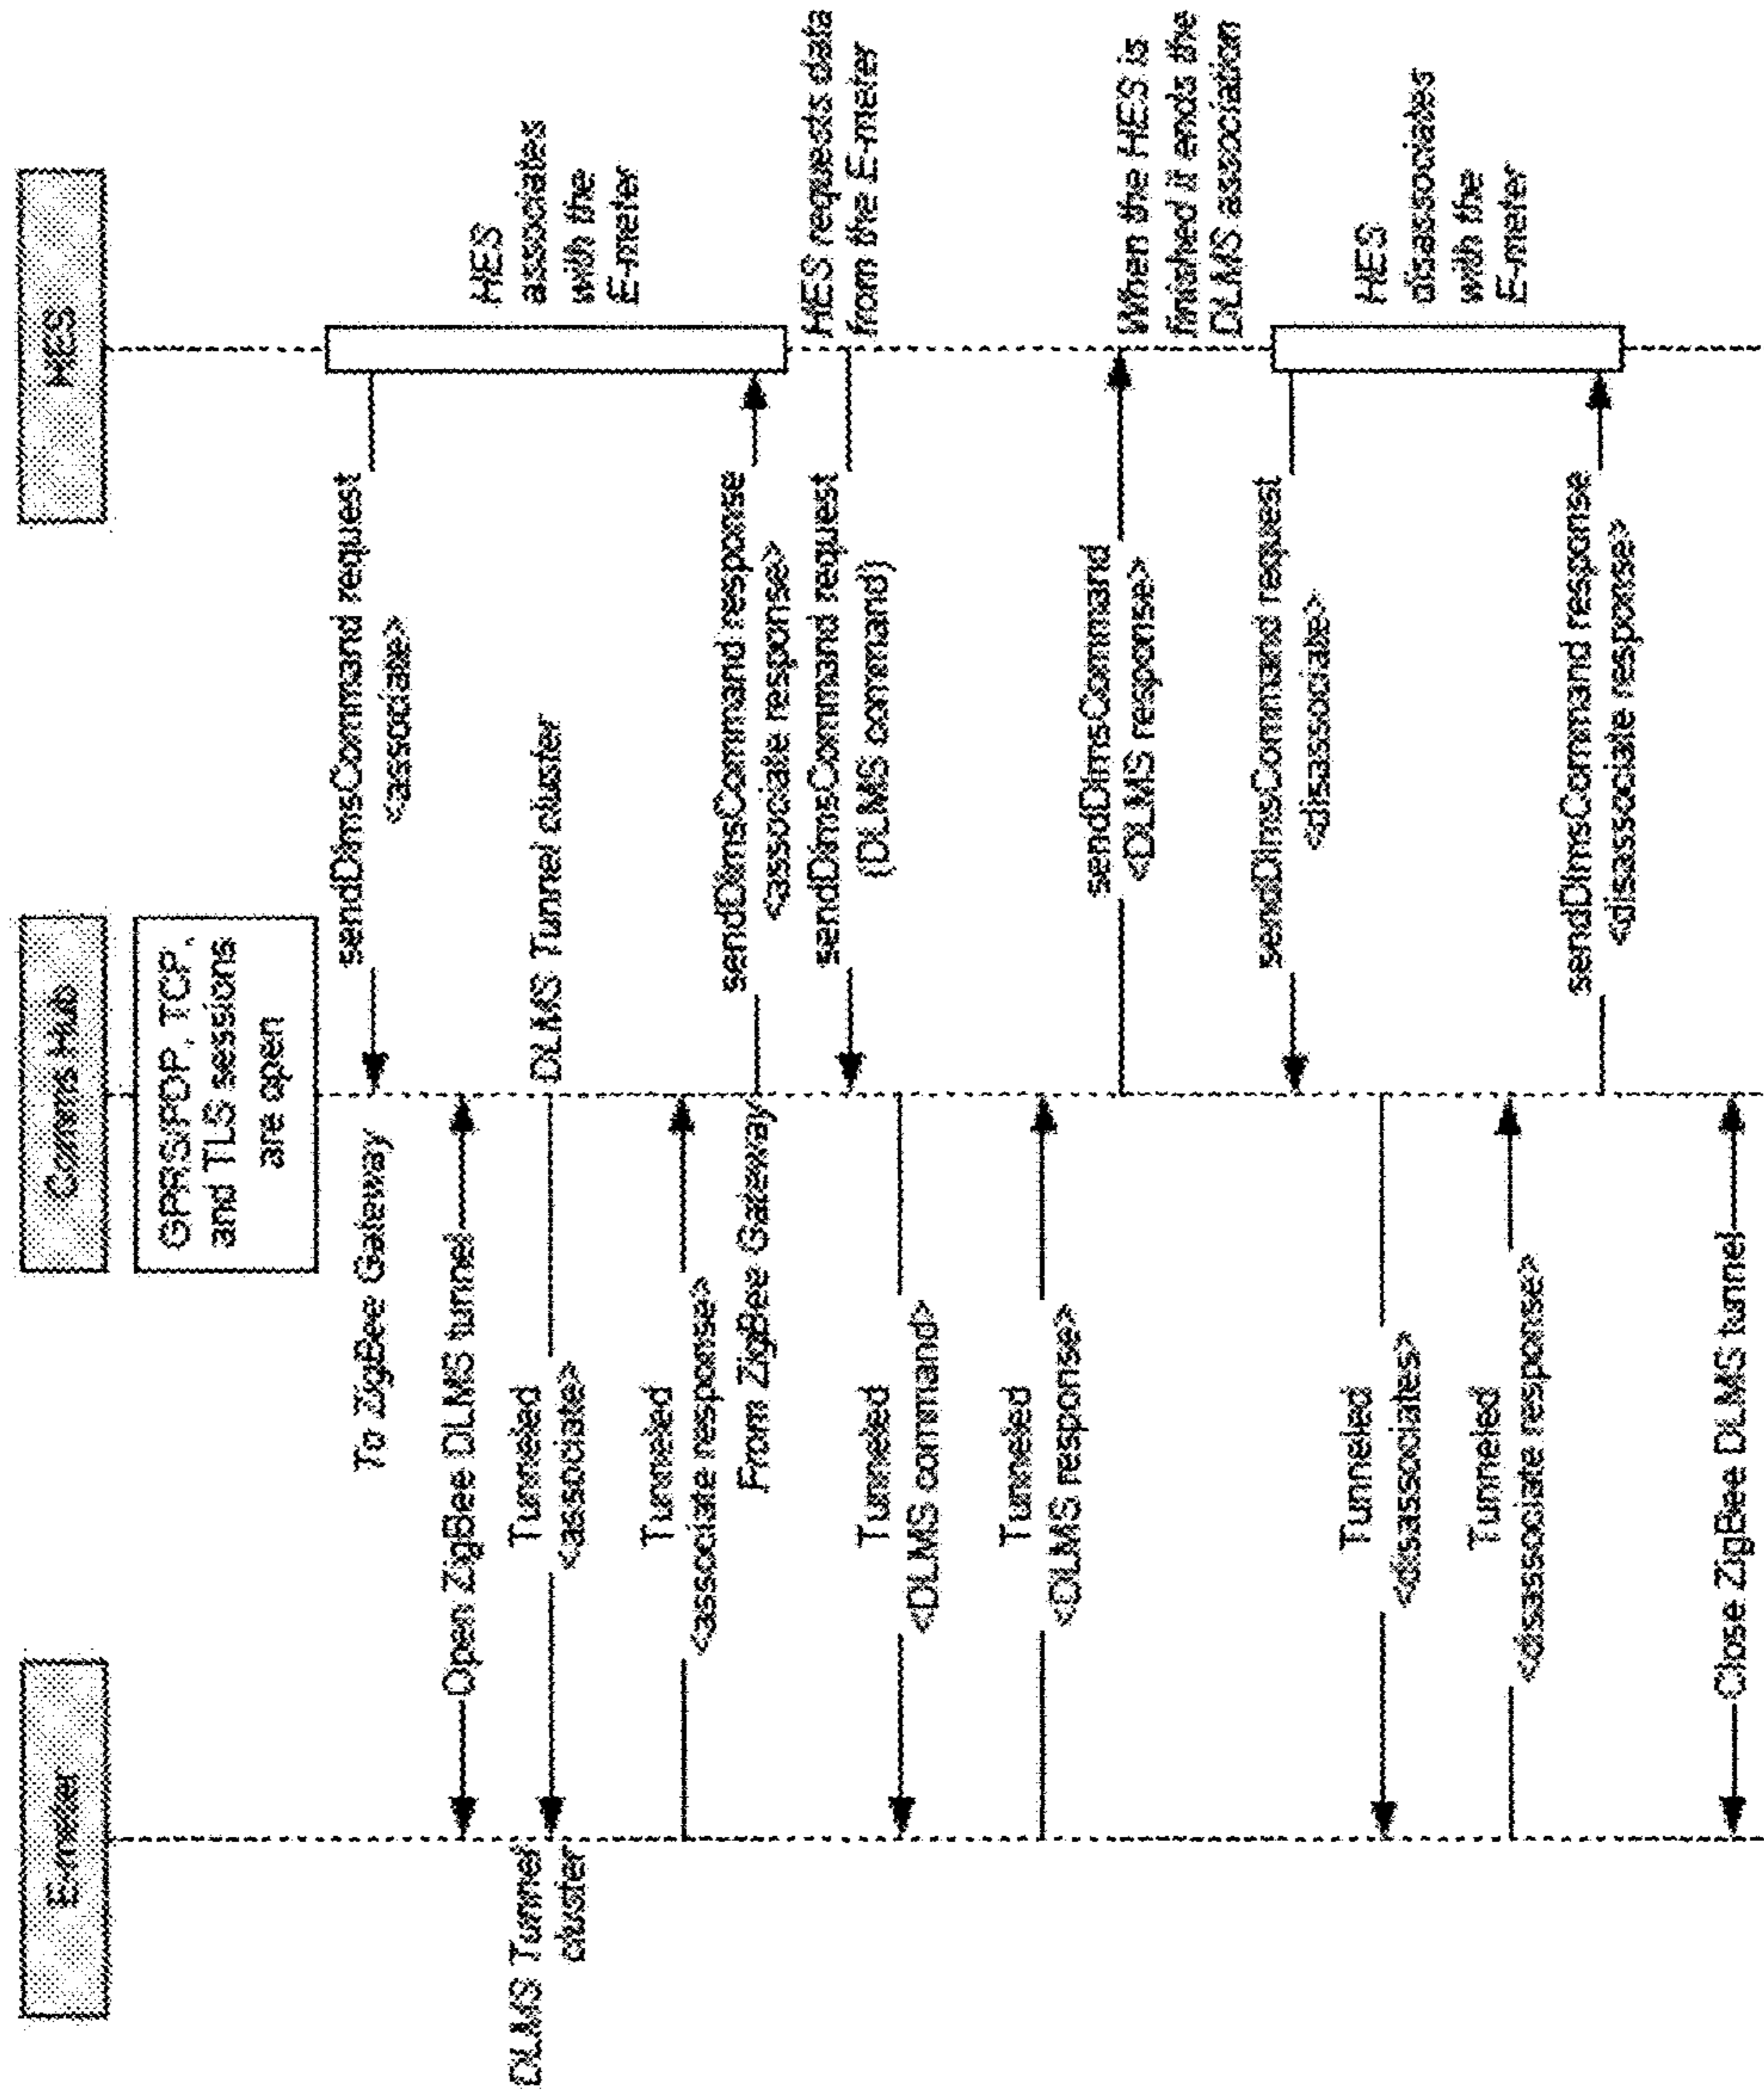 E-meter
Comms Hub
HES
GPRS/PDP, TCP,
and TLS sessions
are open
sendDlmsCommand request
<associate>
To ZigBee Gateway
Open ZigBee DLMS tunnel
HES
associates
with the
E-meter
DLMS Tunnel
cluster
Tunneled
<associate>
DLMS Tunnel cluster
Tunneled
<associate response>
From ZigBee Gateway
sendDlmsCommand response
<associate response>
sendDlmsCommand request
(DLMS command)
HES requests data
from the E-meter
Tunneled
<DLMS command>
Tunneled
<DLMS response>
sendDlmsCommand
<DLMS response>
When the HES is
finished it ends the
DLMS association
sendDlmsCommand request
<disassociate>
HES
disassociates
with the
E-meter
Tunneled
<disassociates>
Tunneled
<disassociate response>
sendDlmsCommand response
<disassociate response>
Close ZigBee DLMS tunnel